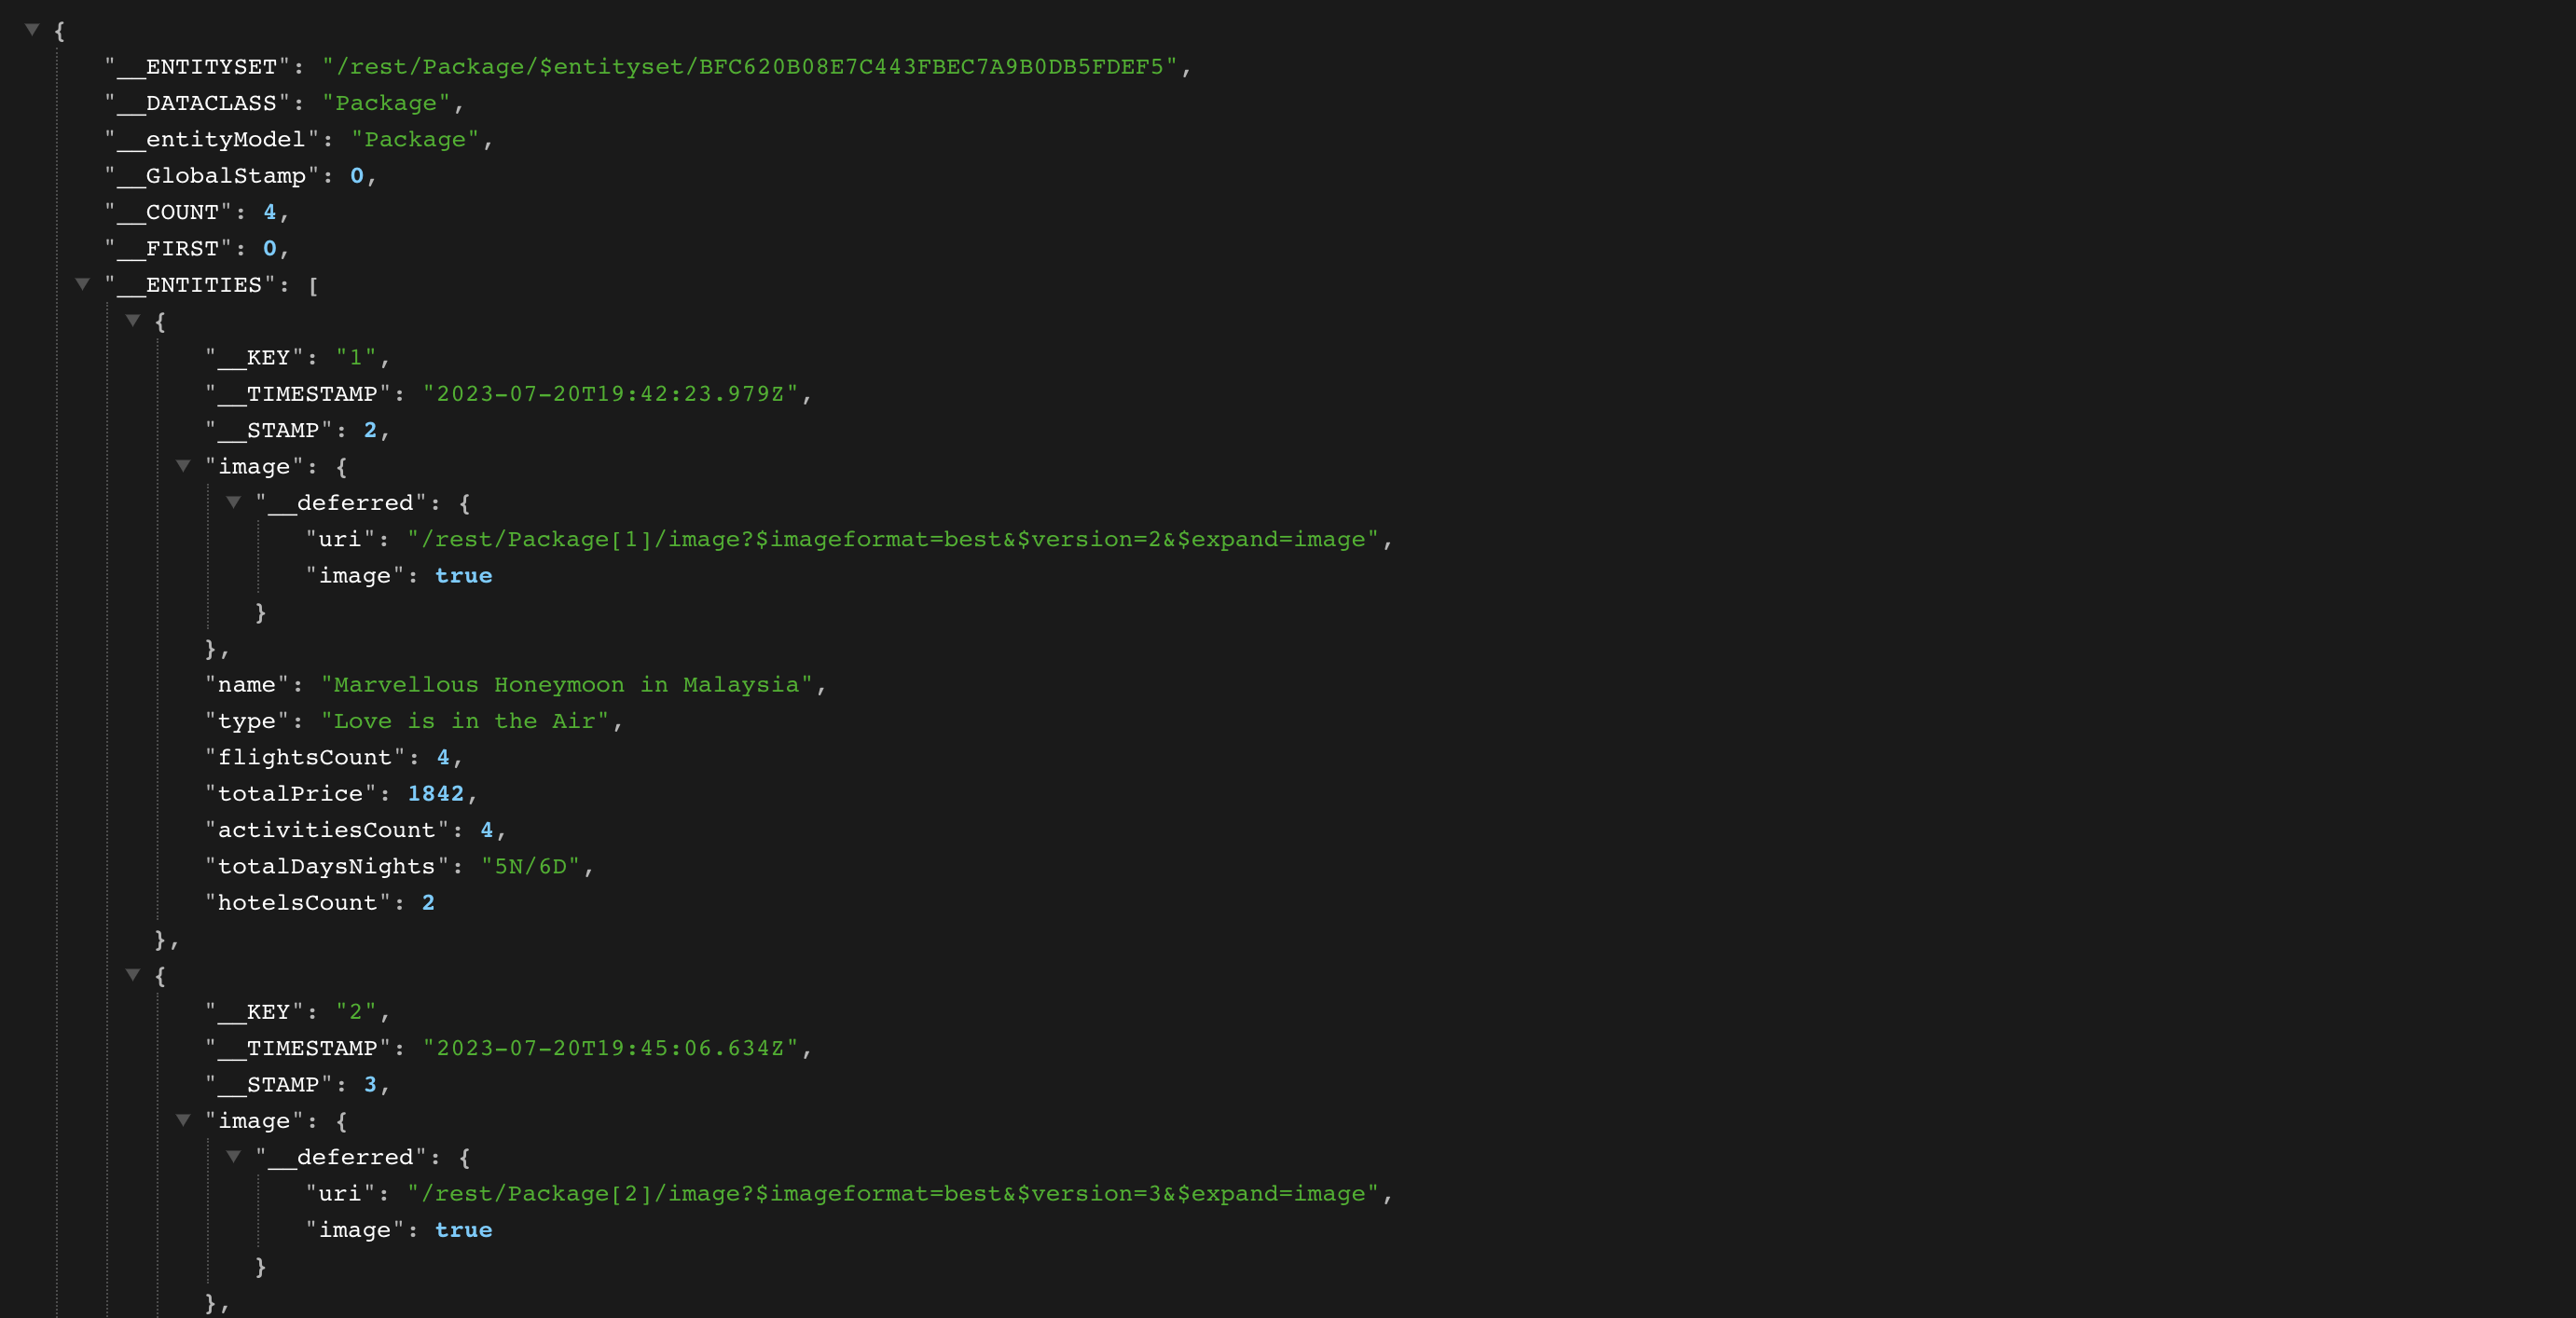 {
"__ENTITYSET": "/rest/Package/$entityset/BFC620B08E7C443FBEC7A9B0DB5FDEF5",
"__DATACLASS": "Package",
"__entityModel": "Package",
"__GlobalStamp": 0,
"__COUNT": 4,
"__FIRST": 0,
"__ENTITIES": [
{
"__KEY": "1",
"__TIMESTAMP": "2023-07-20T19:42:23.979Z",
"__STAMP": 2,
"image": {
"__deferred": {
"uri": "/rest/Package[1]/image?$imageformat=best&$version=2&$expand=image",
"image": true
}
},
"name": "Marvellous Honeymoon in Malaysia",
"type": "Love is in the Air",
"flightsCount": 4,
"totalPrice": 1842,
"activitiesCount": 4,
"totalDaysNights": "5N/6D",
"hotelsCount": 2
},
{
"__KEY": "2",
"__TIMESTAMP": "2023-07-20T19:45:06.634Z",
"__STAMP": 3,
"image": {
"__deferred": {
"uri": "/rest/Package[2]/image?$imageformat=best&$version=3&$expand=image",
"image": true
}
},